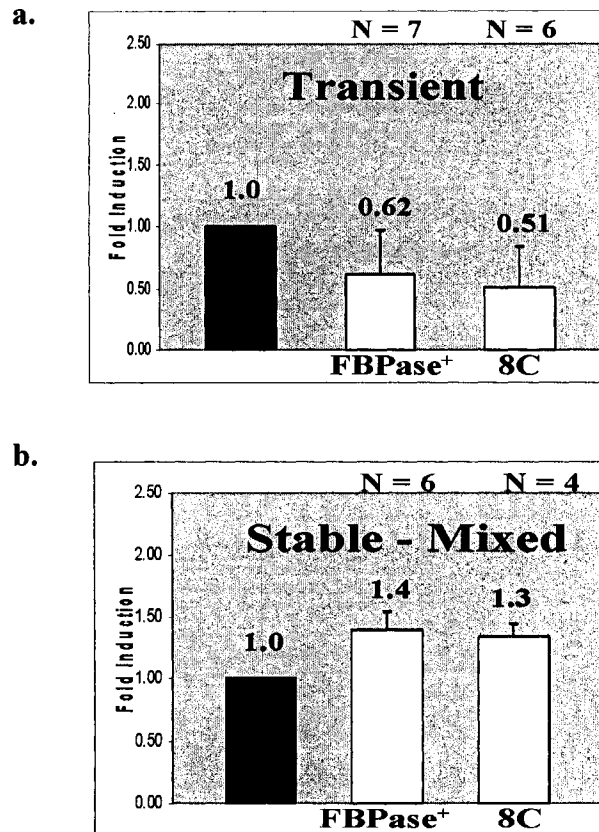 a.
N = 7 N = 6
2.50
Transient
2.00
1.50
Fold Induction
1.0
0.62
0.51
1.00
0.50
0.00
FBPase+ 8C
b.
N = 6 N = 4
2.50
Stable - Mixed
2.00
1.50
Fold Induction
1.0
1.4
1.3
1.00
0.50
0.00
FBPase+ 8C